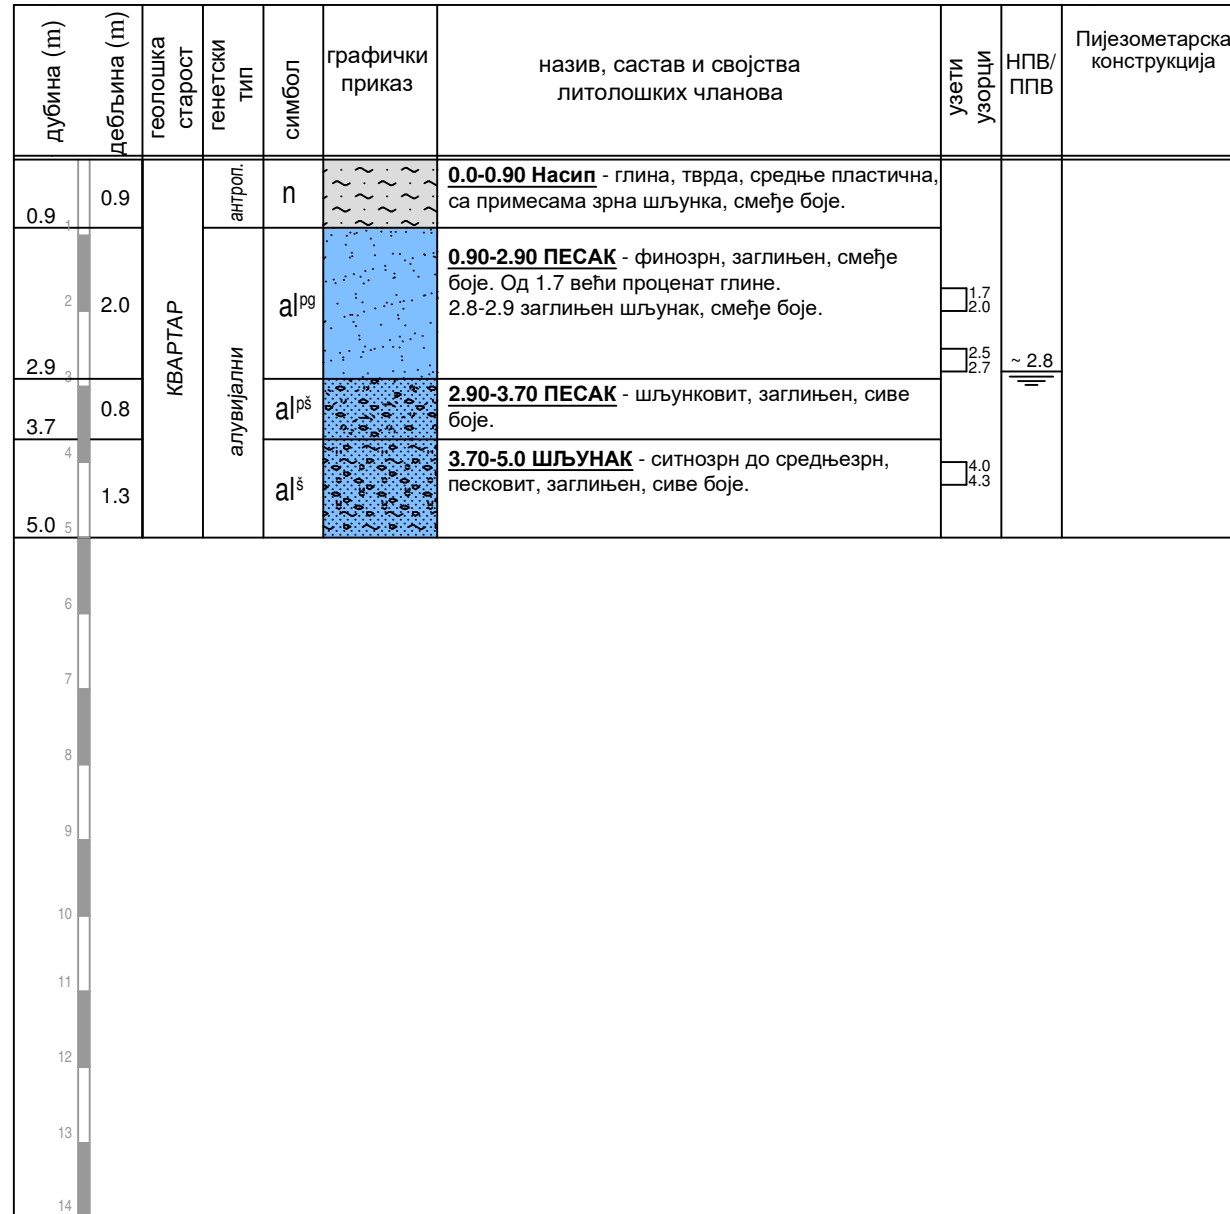 дубина (m)
дебљина (m)
геолошка
старост
генетски
тип
симбол
графички
приказ
назив, састав и својства
литолошких чланова
узети
узорци
НПВ/
ППВ
Пијезометарска
конструкција
0.9
0.9
КВАРТАР
антроп.
n
0.0-0.90 Насип - глина, тврда, средње пластична,
са примесама зрна шљунка, смеђе боје.
1
2.9
2.0
алувијални
al pg
0.90-2.90 ПЕСАК - финозрн, заглињен, смеђе
боје. Од 1.7 већи проценат глине.
2.8-2.9 заглињен шљунак, смеђе боје.
1.7
2.0
2.5
2.7
~ 2.8
2
3
3.7
0.8
al pš
2.90-3.70 ПЕСАК - шљунковит, заглињен, сиве
боје.
4
5.0
1.3
al š
3.70-5.0 ШЉУНАК - ситнозрн до средњезрн,
песковит, заглињен, сиве боје.
4.0
4.3
5
6
7
8
9
10
11
12
13
14